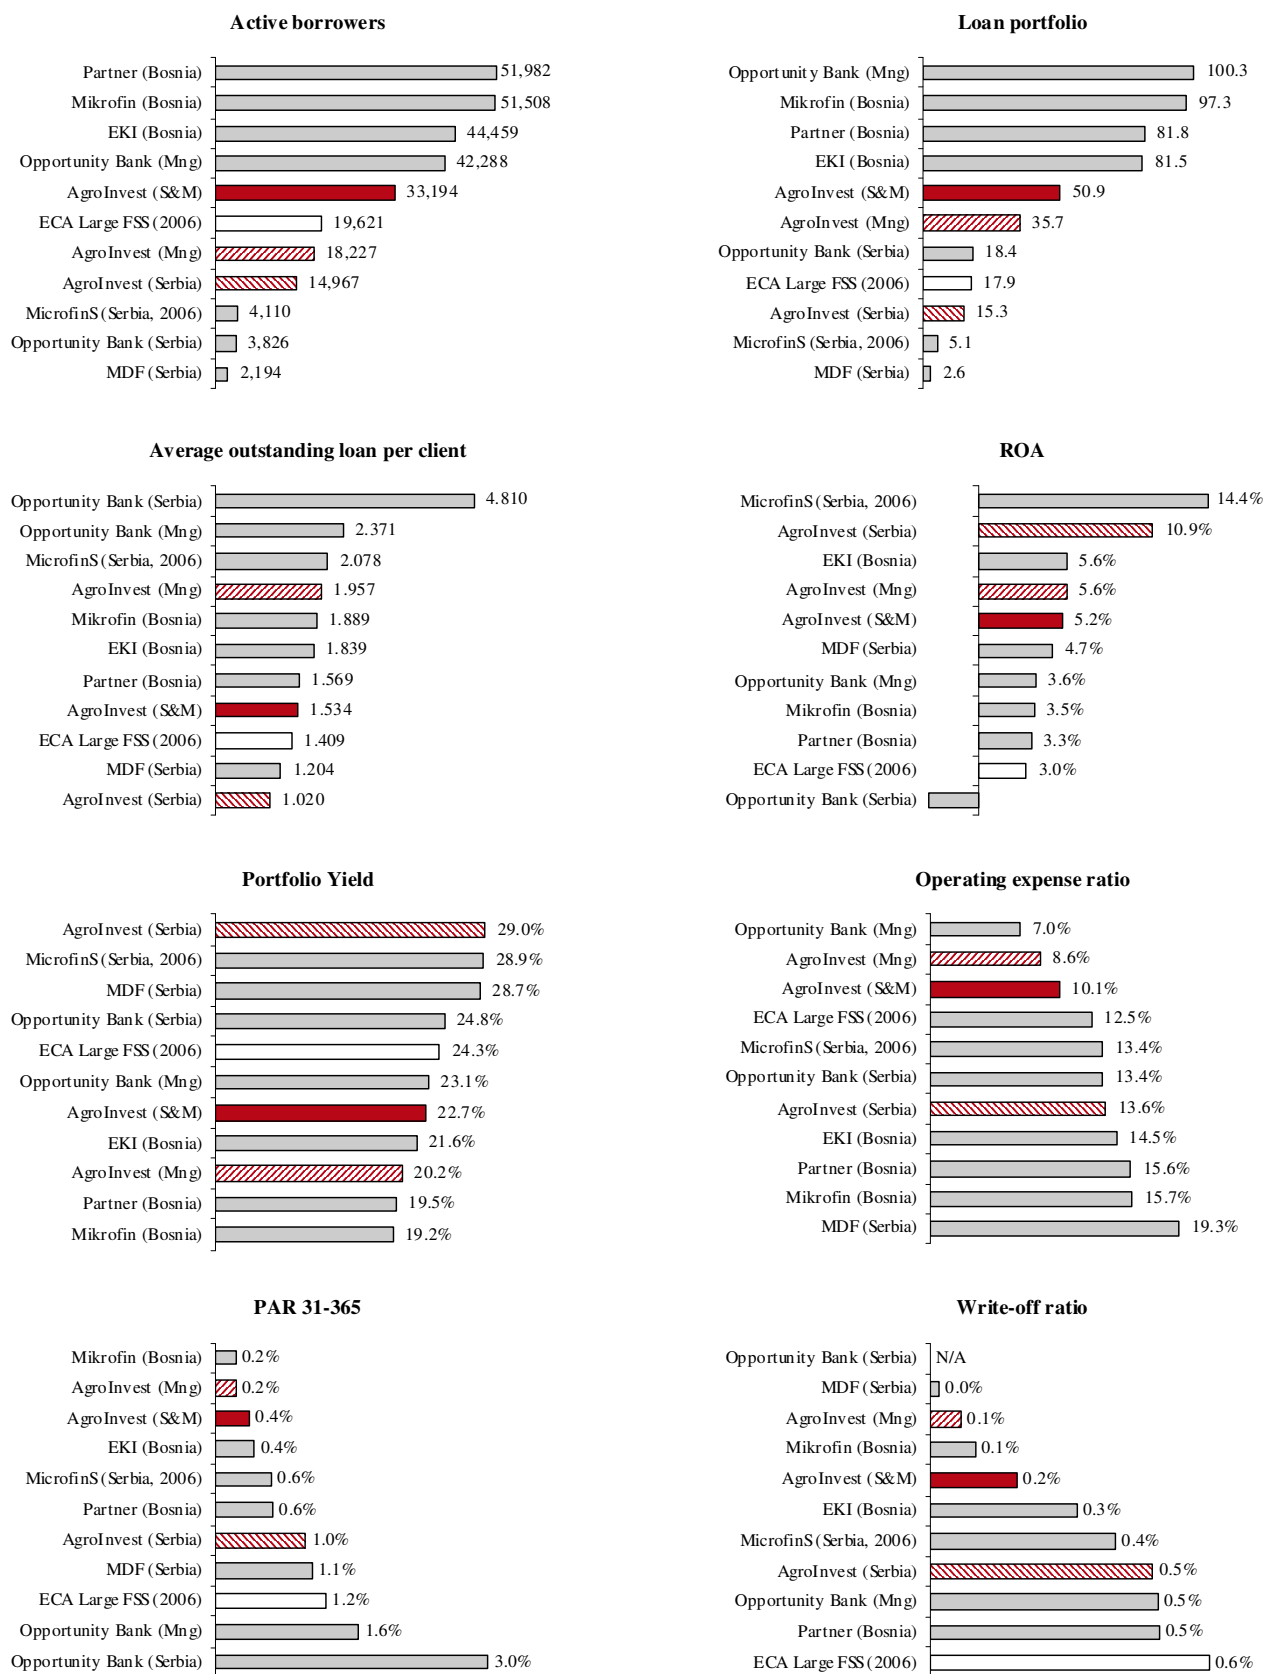 Active borrowers
Partner (Bosnia) 51,982
Mikrofin (Bosnia) 51,508
EKI (Bosnia) 44,459
Opportunity Bank (Mng) 42,288
AgroInvest (S&M) 33,194
ECA Large FSS (2006) 19,621
AgroInvest (Mng) 18,227
AgroInvest (Serbia) 14,967
MicrofinS (Serbia, 2006) 4,110
Opportunity Bank (Serbia) 3,826
MDF (Serbia) 2,194
Loan portfolio
Opportunity Bank (Mng) 100.3
Mikrofin (Bosnia) 97.3
Partner (Bosnia) 81.8
EKI (Bosnia) 81.5
AgroInvest (S&M) 50.9
AgroInvest (Mng) 35.7
Opportunity Bank (Serbia) 18.4
ECA Large FSS (2006) 17.9
AgroInvest (Serbia) 15.3
MicrofinS (Serbia, 2006) 5.1
MDF (Serbia) 2.6
Average outstanding loan per client
Opportunity Bank (Serbia) 4.810
Opportunity Bank (Mng) 2.371
MicrofinS (Serbia, 2006) 2.078
AgroInvest (Mng) 1.957
Mikrofin (Bosnia) 1.889
EKI (Bosnia) 1.839
Partner (Bosnia) 1.569
AgroInvest (S&M) 1.534
ECA Large FSS (2006) 1.409
MDF (Serbia) 1.204
AgroInvest (Serbia) 1.020
ROA
MicrofinS (Serbia, 2006) 14.4%
AgroInvest (Serbia) 10.9%
EKI (Bosnia) 5.6%
AgroInvest (Mng) 5.6%
AgroInvest (S&M) 5.2%
MDF (Serbia) 4.7%
Opportunity Bank (Mng) 3.6%
Mikrofin (Bosnia) 3.5%
Partner (Bosnia) 3.3%
ECA Large FSS (2006) 3.0%
Opportunity Bank (Serbia)
Portfolio Yield
AgroInvest (Serbia) 29.0%
MicrofinS (Serbia, 2006) 28.9%
MDF (Serbia) 28.7%
Opportunity Bank (Serbia) 24.8%
ECA Large FSS (2006) 24.3%
Opportunity Bank (Mng) 23.1%
AgroInvest (S&M) 22.7%
EKI (Bosnia) 21.6%
AgroInvest (Mng) 20.2%
Partner (Bosnia) 19.5%
Mikrofin (Bosnia) 19.2%
Operating expense ratio
Opportunity Bank (Mng) 7.0%
AgroInvest (Mng) 8.6%
AgroInvest (S&M) 10.1%
ECA Large FSS (2006) 12.5%
MicrofinS (Serbia, 2006) 13.4%
Opportunity Bank (Serbia) 13.4%
AgroInvest (Serbia) 13.6%
EKI (Bosnia) 14.5%
Partner (Bosnia) 15.6%
Mikrofin (Bosnia) 15.7%
MDF (Serbia) 19.3%
PAR 31-365
Mikrofin (Bosnia) 0.2%
AgroInvest (Mng) 0.2%
AgroInvest (S&M) 0.4%
EKI (Bosnia) 0.4%
MicrofinS (Serbia, 2006) 0.6%
Partner (Bosnia) 0.6%
AgroInvest (Serbia) 1.0%
MDF (Serbia) 1.1%
ECA Large FSS (2006) 1.2%
Opportunity Bank (Mng) 1.6%
Opportunity Bank (Serbia) 3.0%
Write-off ratio
Opportunity Bank (Serbia) N/A
MDF (Serbia) 0.0%
AgroInvest (Mng) 0.1%
Mikrofin (Bosnia) 0.1%
AgroInvest (S&M) 0.2%
EKI (Bosnia) 0.3%
MicrofinS (Serbia, 2006) 0.4%
AgroInvest (Serbia) 0.5%
Opportunity Bank (Mng) 0.5%
Partner (Bosnia) 0.5%
ECA Large FSS (2006) 0.6%